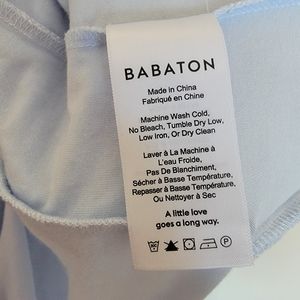 BABATON
Made in China
Fabriqué en Chine
Machine Wash Cold,
No Bleach, Tumble Dry Low,
Low Iron, Or Dry Clean
Laver à La Machine à
L'eau Froide,
Pas De Blanchiment,
Sécher à Basse Température,
Repasser à Basse Température,
Ou Nettoyer à Sec
A little love
goes a long way.